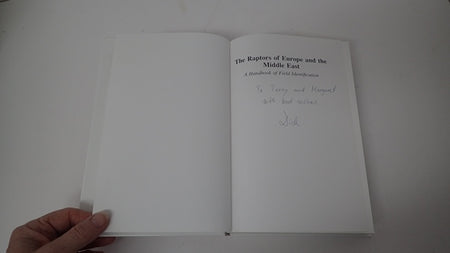 The Raptors of Europe and the
Middle East
A Handbook of Field Identification
To Terry and Margaret
with best wishes
Dick